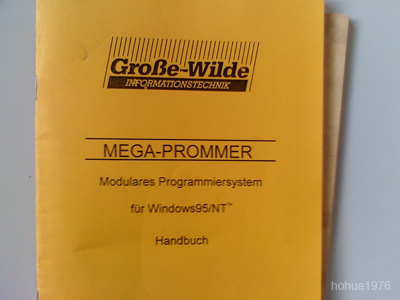 Große-Wilde
INFORMATIONSTECHNIK
MEGA-PROMMER
Modulares Programmiersystem
für Windows95/NT™
Handbuch
hohue1976